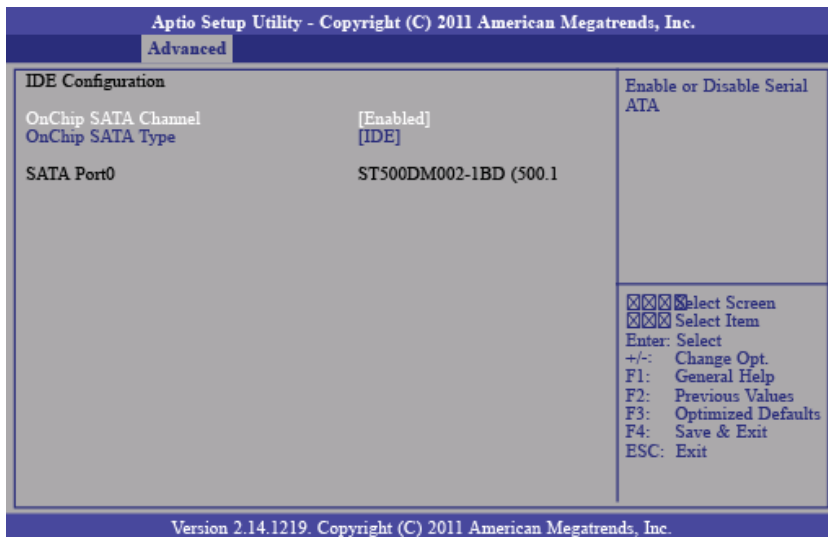 Aptio Setup Utility - Copyright (C) 2011 American Megatrends, Inc.
Advanced
IDE Configuration
OnChip SATA Channel [Enabled]
OnChip SATA Type [IDE]
SATA Port0 ST500DM002-1BD (500.1
Enable or Disable Serial
ATA
Select Screen
Select Item
Enter: Select
+/-: Change Opt.
F1: General Help
F2: Previous Values
F3: Optimized Defaults
F4: Save & Exit
ESC: Exit
Version 2.14.1219. Copyright (C) 2011 American Megatrends, Inc.